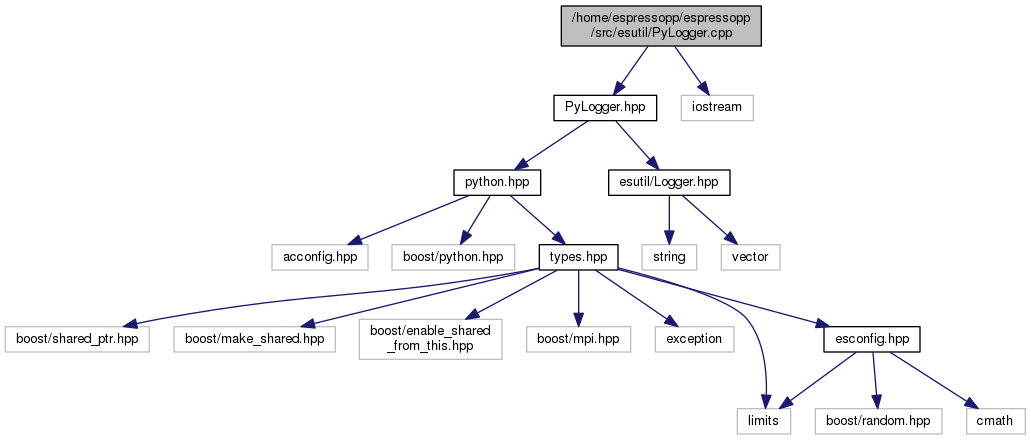 /home/espressopp/espressopp
/src/esutil/PyLogger.cpp
PyLogger.hpp
iostream
python.hpp
esutil/Logger.hpp
acconfig.hpp
boost/python.hpp
types.hpp
string
vector
boost/shared_ptr.hpp
boost/make_shared.hpp
boost/enable_shared
_from_this.hpp
boost/mpi.hpp
exception
esconfig.hpp
limits
boost/random.hpp
cmath